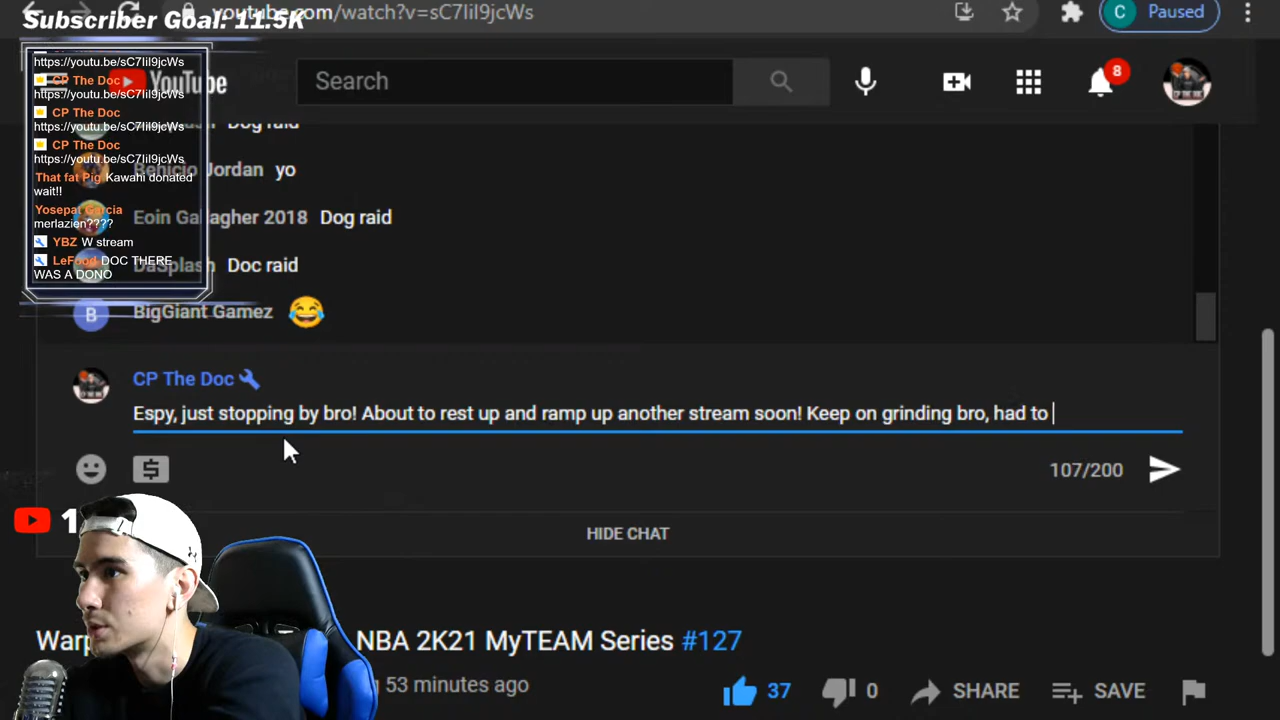 youtube.com/watch?v=sC7Iil9jcWs
Paused
Subscriber Goal: 11.5K
https://youtu.be/sC7Iil9jcWs
CP The Doc
https://youtu.be/sC7Iil9jcWs
CP The Doc
https://youtu.be/sC7Iil9jcWs
CP The Doc
https://youtu.be/sC7Iil9jcWs
That fat Pig Kawahi donated
wait!!
Yosepat Garcia
merlazien????
YBZ W stream
LeFood DOC THERE
WAS A DONO
YouTube
Search
8
Dog raid
Jordan yo
Eoin Gallagher 2018 Dog raid
DaSplash Doc raid
BigGiant Gamez 😂
B
CP The Doc
Espy, just stopping by bro! About to rest up and ramp up another stream soon! Keep on grinding bro, had to
107/200
HIDE CHAT
NBA 2K21 MyTEAM Series #127
53 minutes ago
37
0
SHARE
SAVE